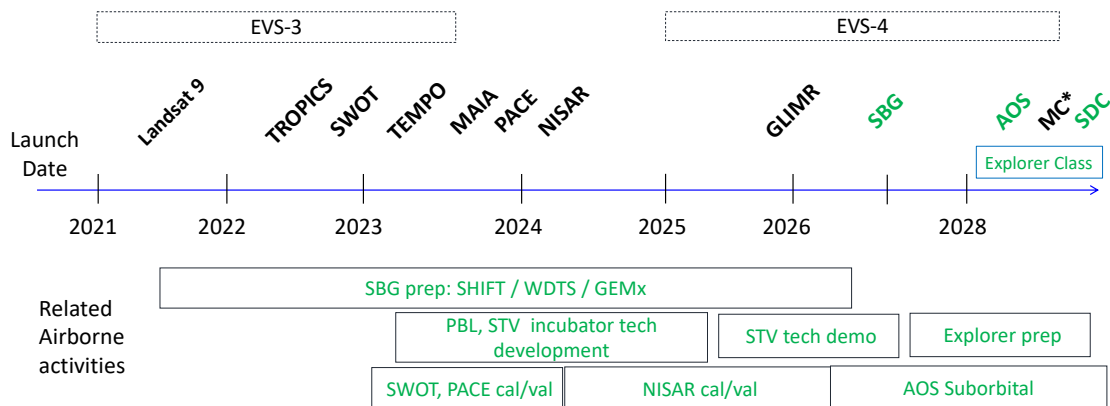 EVS-3
EVS-4
Landsat 9
TROPICS
SWOT
TEMPO
MAIA
PACE
NISAR
GLIMR
SBG
AOS
MC*
SDC
Launch
Date
Explorer Class
2021
2022
2023
2024
2025
2026
2028
Related
Airborne
activities
SBG prep: SHIFT / WDTS / GEMx
PBL, STV incubator tech
development
STV tech demo
Explorer prep
SWOT, PACE cal/val
NISAR cal/val
AOS Suborbital